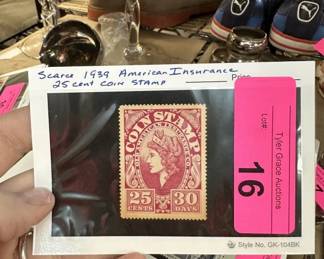 Scarce 1939 American Insurance
25 cent coin stamp
Price
COIN STAMP
25 CENTS
30 DAYS
Lot#
16
Tyler Grace Auctions
Style No. GK-104BK